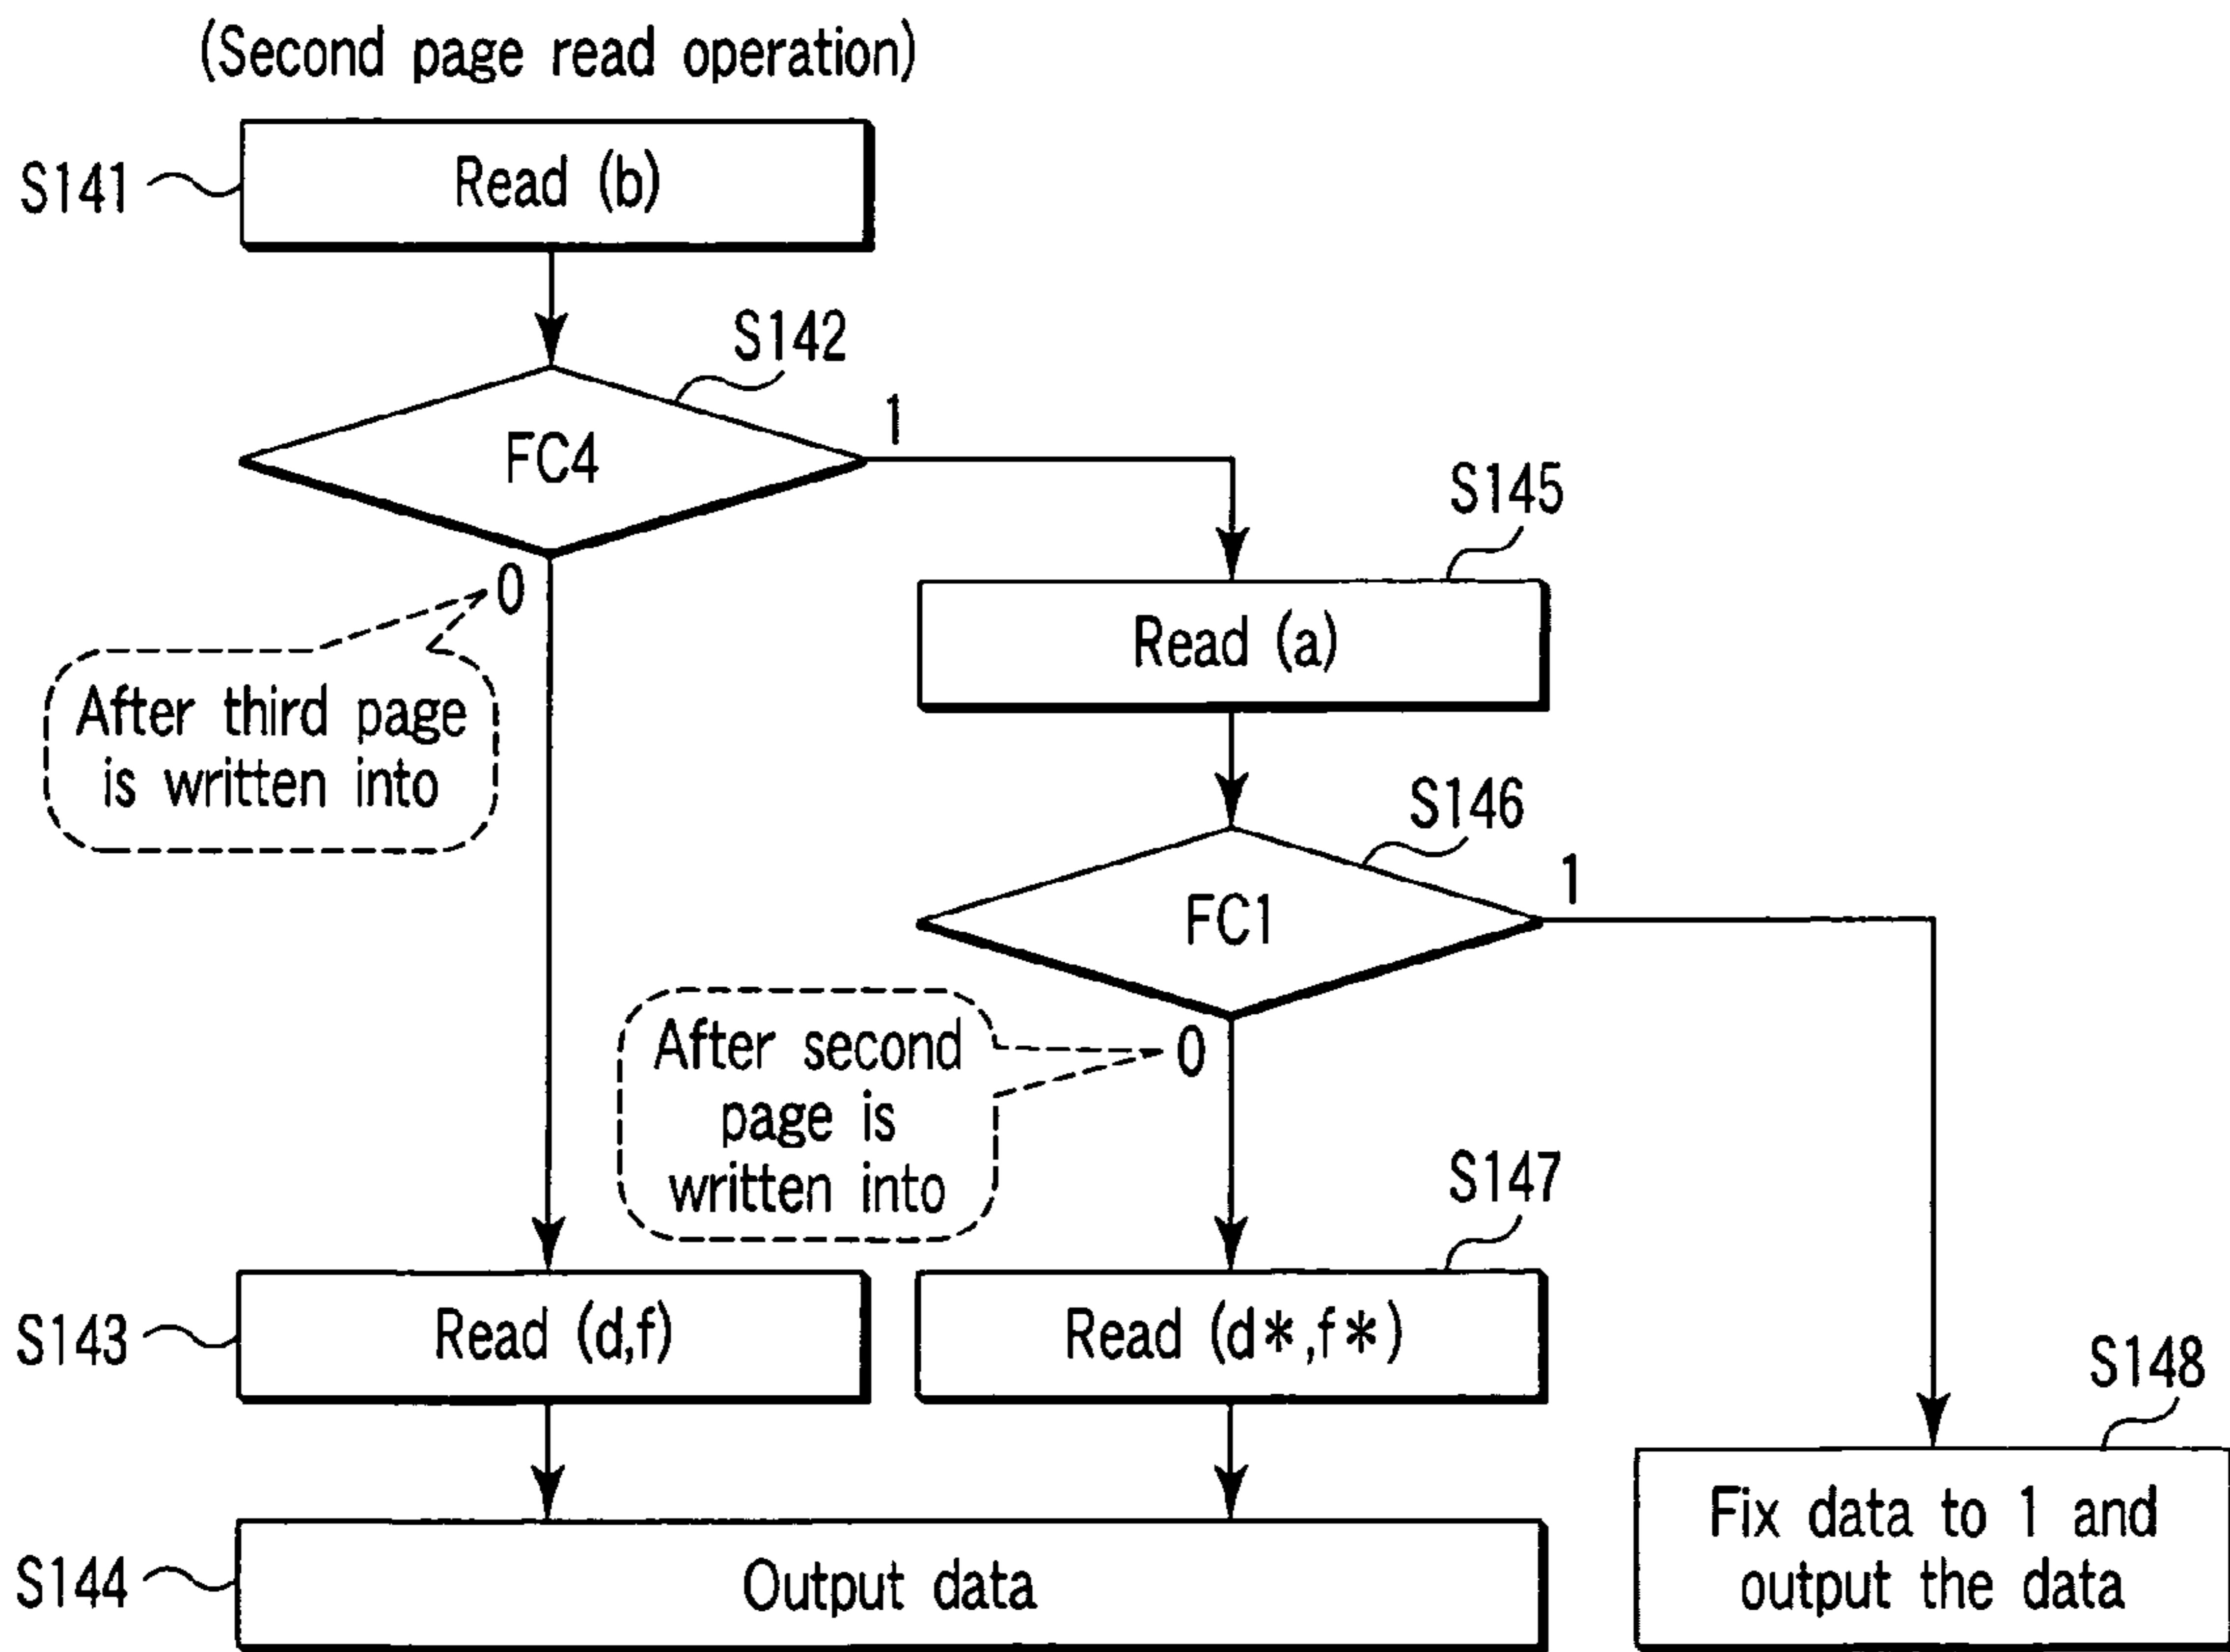 (Second page read operation)
S141
Read (b)
S142
FC4
1
0
After third page
is written into
S145
Read (a)
S146
FC1
1
0
After second
page is
written into
S143
Read (d,f)
S147
Read (d*,f*)
S144
Output data
S148
Fix data to 1 and
output the data